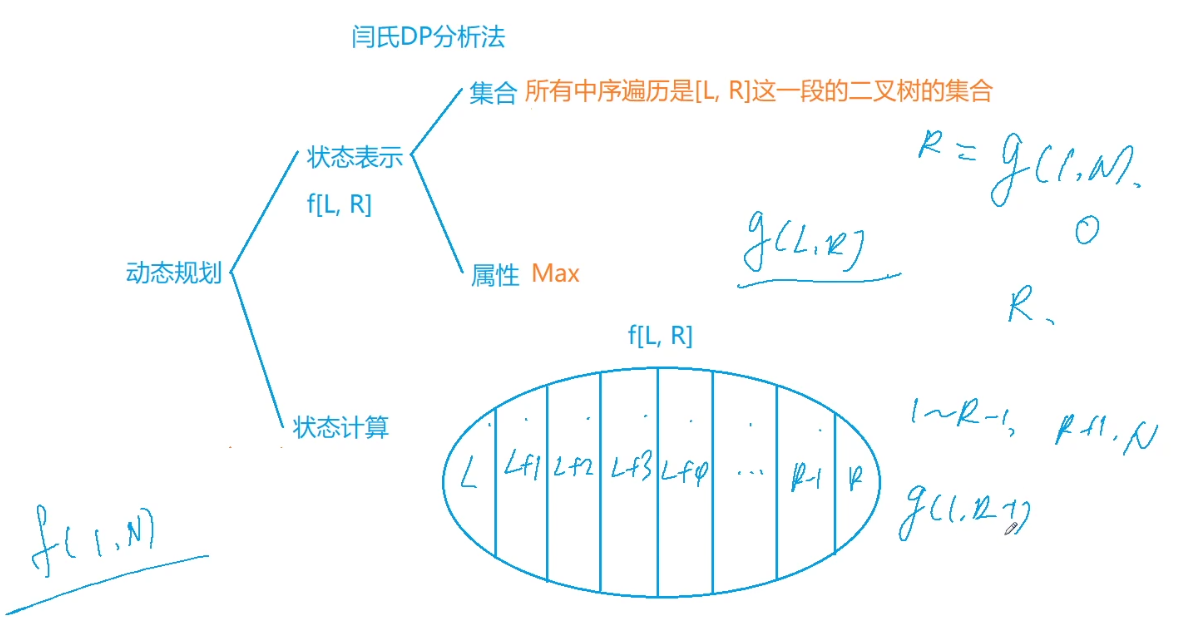 闫氏DP分析法
集合 所有中序遍历是[L, R]这一段的二叉树的集合
状态表示
f[L, R]
R = g(1,N).
0
g(L,R)
动态规划
属性 Max
R、
f[L, R]
状态计算
1~R-1,
R+1,N
L L+1 L+2 L+3 L+4 ... R-1 R
g(1,R-1)
f(1,N)